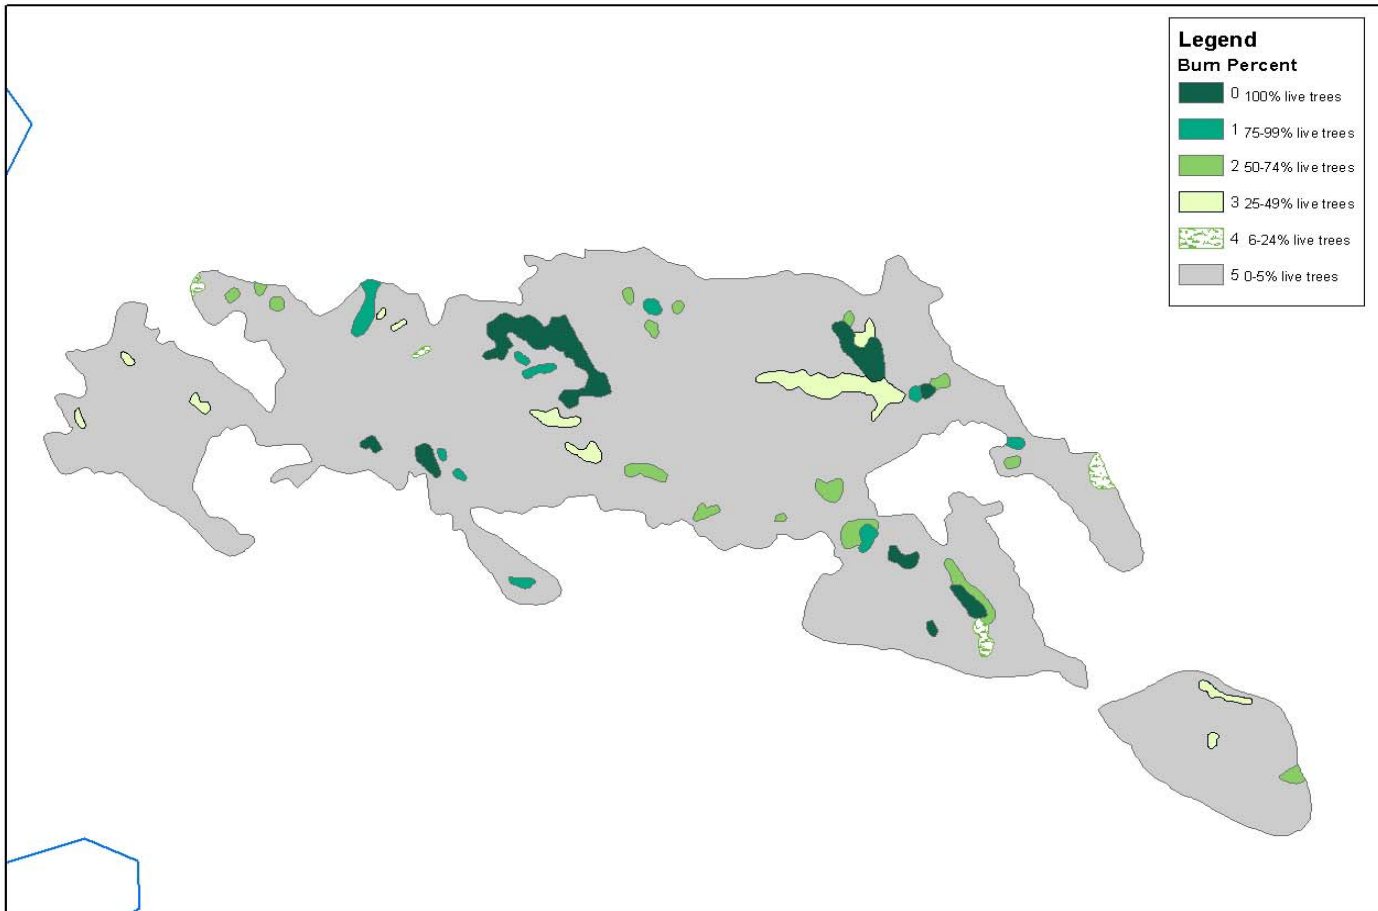 Legend
Burn Percent
0 100% live trees
1 75-99% live trees
2 50-74% live trees
3 25-49% live trees
4 6-24% live trees
5 0-5% live trees